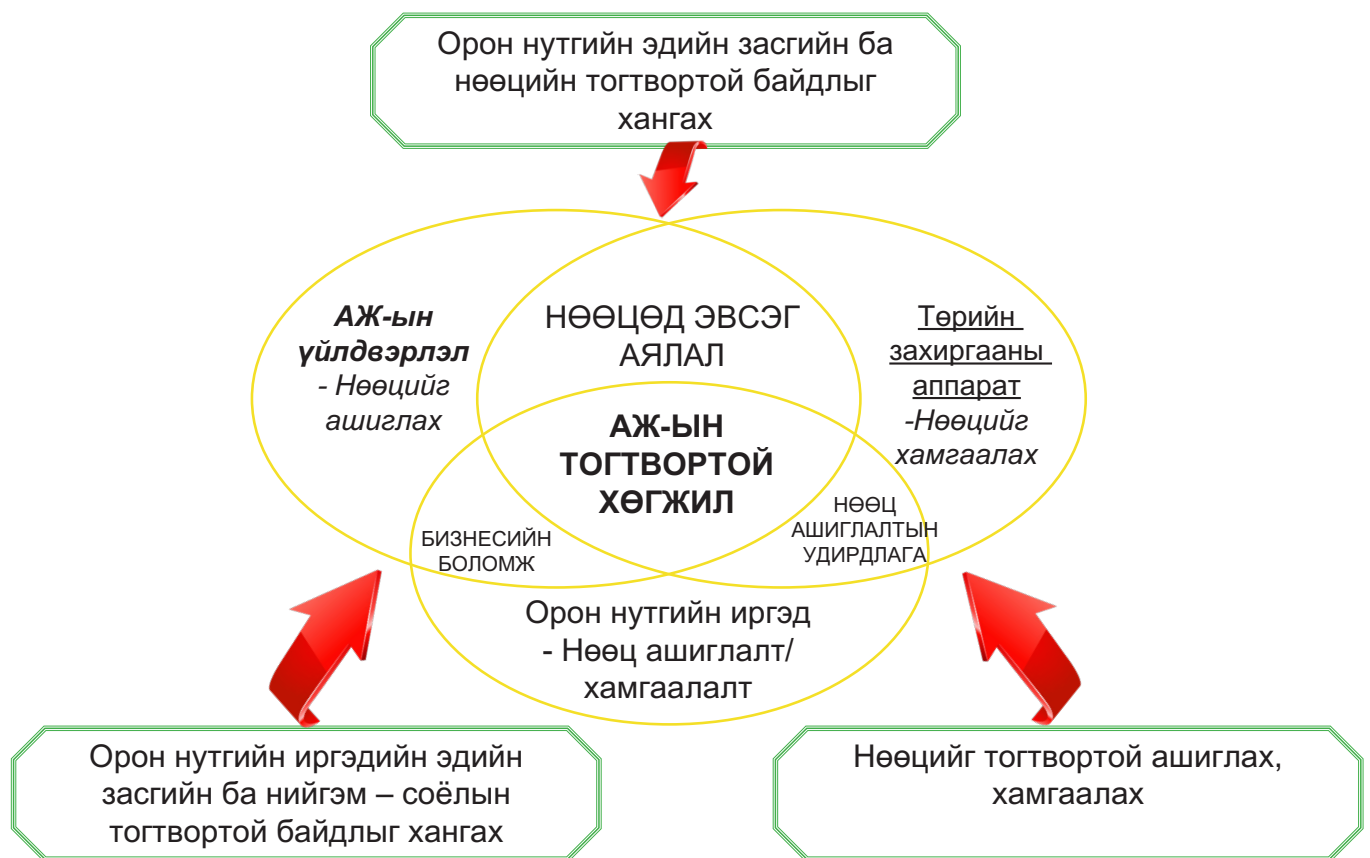 Орон нутгийн эдийн засгийн ба
нөөцийн тогтвортой байдлыг
хангах
АЖ-ын
үйлдвэрлэл
- Нөөцийг
ашиглах
НӨӨЦӨД ЭВСЭГ
АЯЛАЛ
Төрийн
захиргааны
аппарат
-Нөөцийг
хамгаалах
АЖ-ЫН
ТОГТВОРТОЙ
ХӨГЖИЛ
БИЗНЕСИЙН
БОЛОМЖ
НӨӨЦ
АШИГЛАЛТЫН
УДИРДЛАГА
Орон нутгийн иргэд
- Нөөц ашиглалт/
хамгаалалт
Орон нутгийн иргэдийн эдийн
засгийн ба нийгэм – соёлын
тогтвортой байдлыг хангах
Нөөцийг тогтвортой ашиглах,
хамгаалах